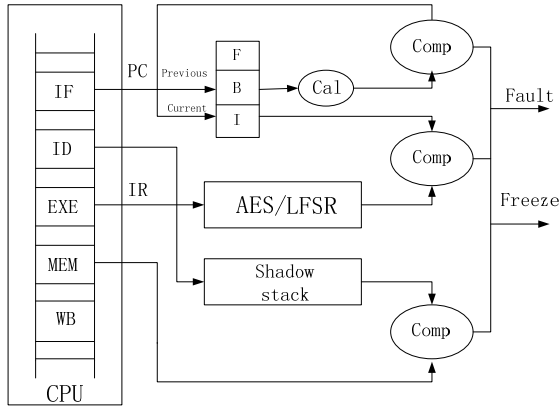 IF
ID
EXE
MEM
WB
CPU
PC
Previous
Current
IR
F
B
I
Cal
AES/LFSR
Shadow
stack
Comp
Comp
Comp
Fault
Freeze